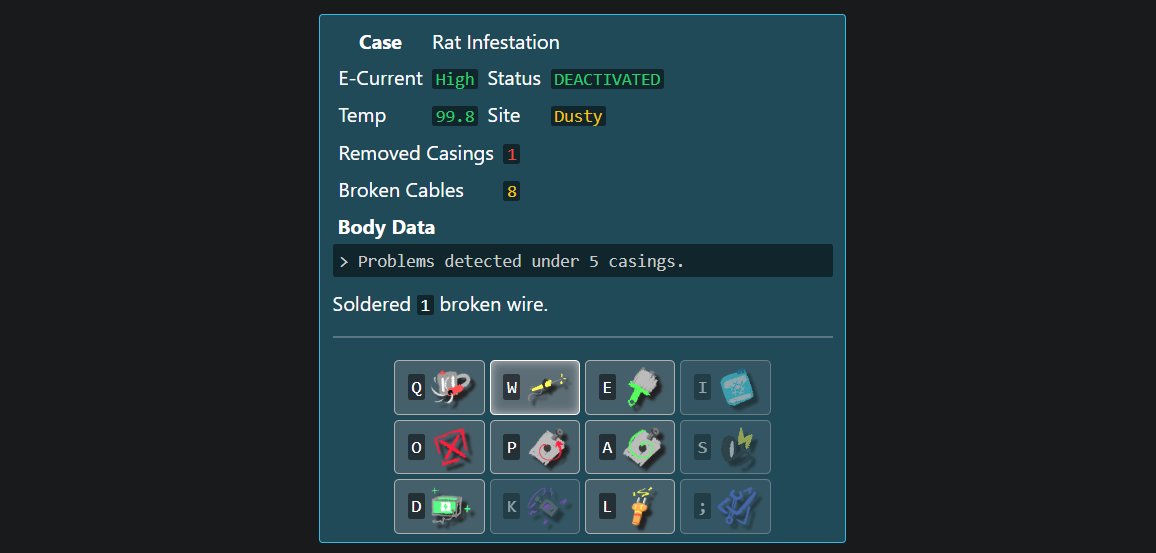 Case Rat Infestation
E-Current High Status DEACTIVATED
Temp 99.8 Site Dusty
Removed Casings 1
Broken Cables 8
Body Data
> Problems detected under 5 casings.
Soldered 1 broken wire.
Q W E I
O P A S
D K L ;